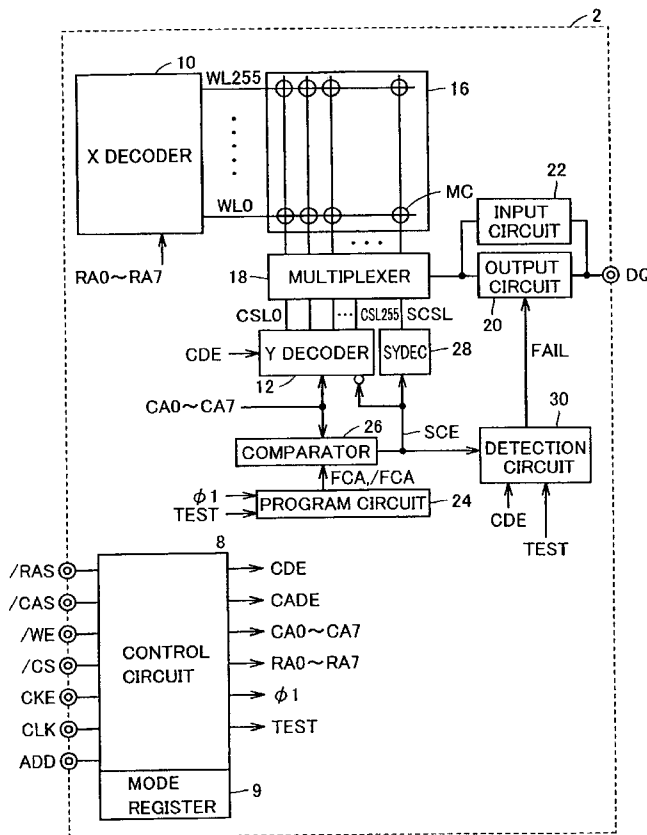 2
10
WL255
16
X DECODER
MC
22
INPUT
CIRCUIT
WL0
RA0～RA7
18
MULTIPLEXER
OUTPUT
CIRCUIT
DQ
20
CSL0
CSL255
SCSL
CDE
Y DECODER
SYDEC
28
FAIL
12
CA0～CA7
26
SCE
30
COMPARATOR
DETECTION
CIRCUIT
FCA,/FCA
φ1
PROGRAM CIRCUIT
24
TEST
CDE
TEST
8
/RAS
CDE
/CAS
CADE
/WE
CA0～CA7
CONTROL
CIRCUIT
/CS
RA0～RA7
CKE
φ1
CLK
TEST
ADD
MODE
REGISTER
9